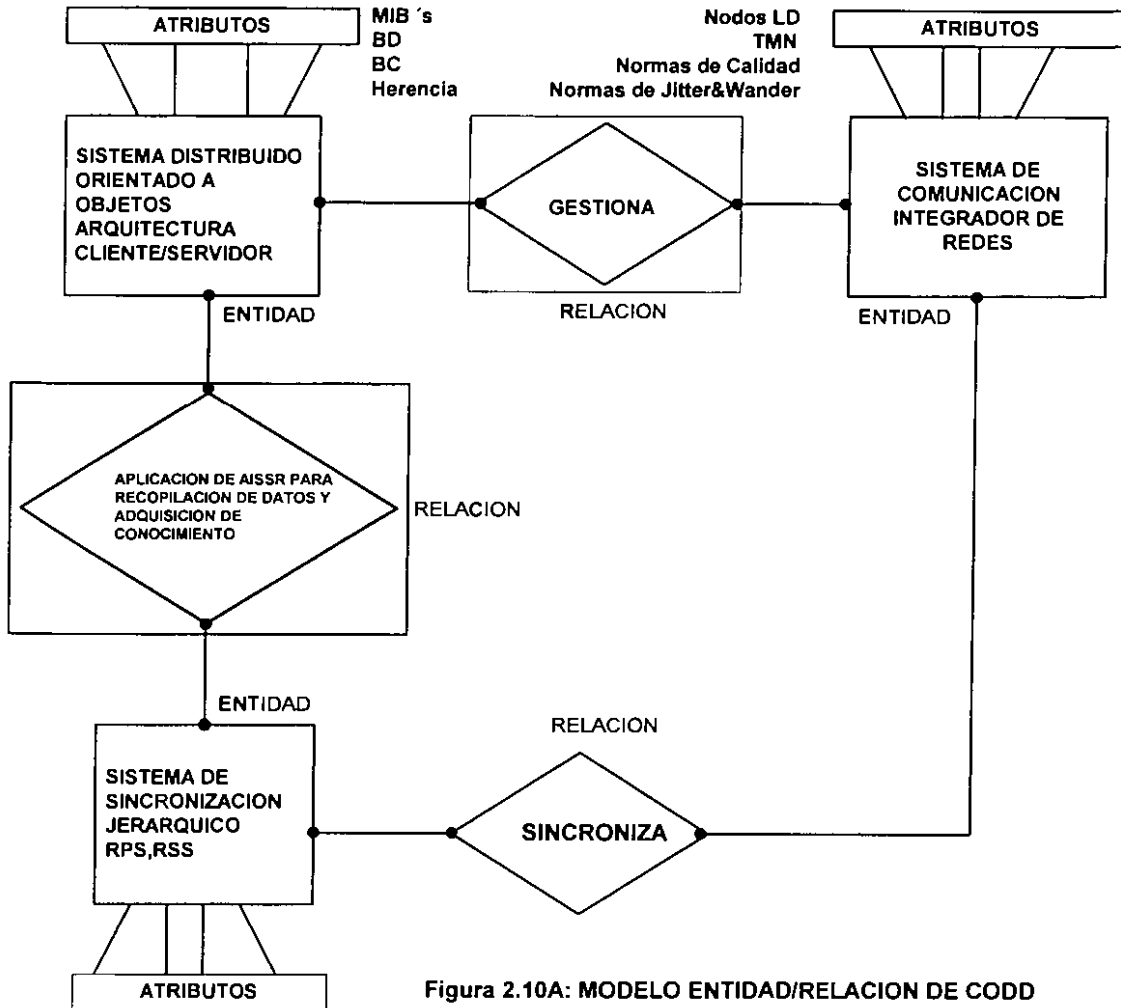 ATRIBUTOS
MIB ´s
BD
BC
Herencia
Nodos LD
TMN
Normas de Calidad
Normas de Jitter&Wander
ATRIBUTOS
SISTEMA DISTRIBUIDO
ORIENTADO A
OBJETOS
ARQUITECTURA
CLIENTE/SERVIDOR
GESTIONA
SISTEMA DE
COMUNICACION
INTEGRADOR DE
REDES
ENTIDAD
RELACION
ENTIDAD
APLICACION DE AISSR PARA
RECOPILACION DE DATOS Y
ADQUISICION DE
CONOCIMIENTO
RELACION
ENTIDAD
RELACION
SISTEMA DE
SINCRONIZACION
JERARQUICO
RPS,RSS
SINCRONIZA
ATRIBUTOS
Figura 2.10A: MODELO ENTIDAD/RELACION DE CODD